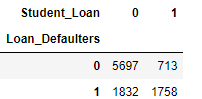 Student_Loan 0 1
Loan_Defaulters
0 5697 713
1 1832 1758